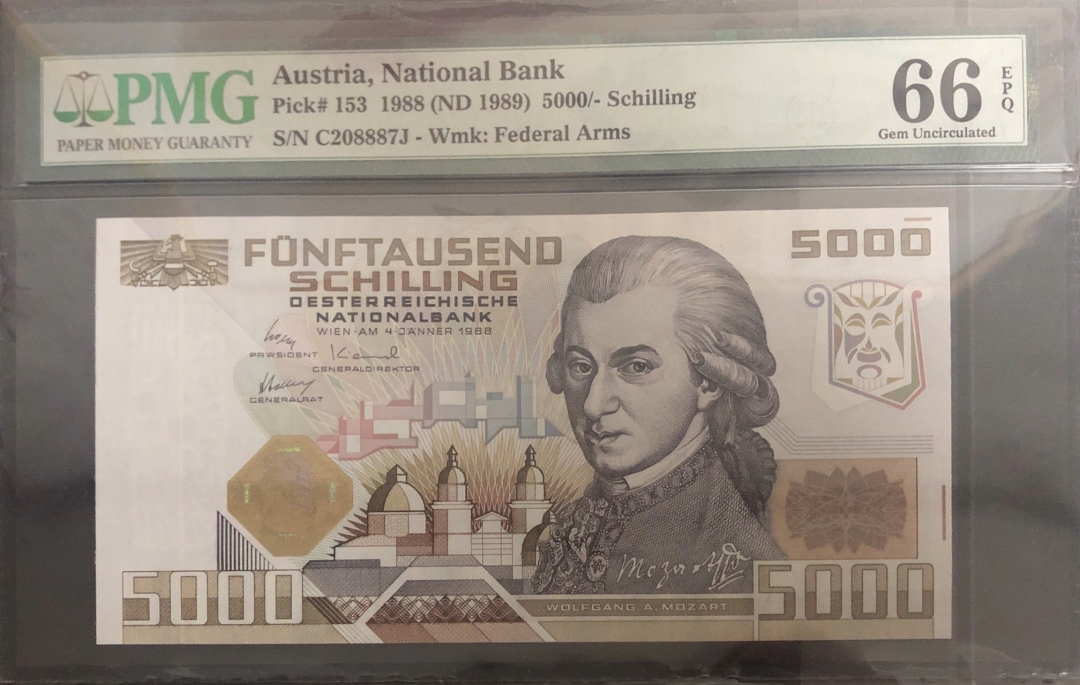 PMG
PAPER MONEY GUARANTY
Austria, National Bank
Pick# 153 1988 (ND 1989) 5000/- Schilling
S/N C208887J - Wmk: Federal Arms
66
EPQ
Gem Uncirculated
FÜNFTAUSEND
SCHILLING
OESTERREICHISCHE
NATIONALBANK
WIEN·AM 4·JÄNNER 1988
PRÄSIDENT
GENERALDIREKTOR
GENERALRAT
5000
Mozart
5000
WOLFGANG A. MOZART
5000